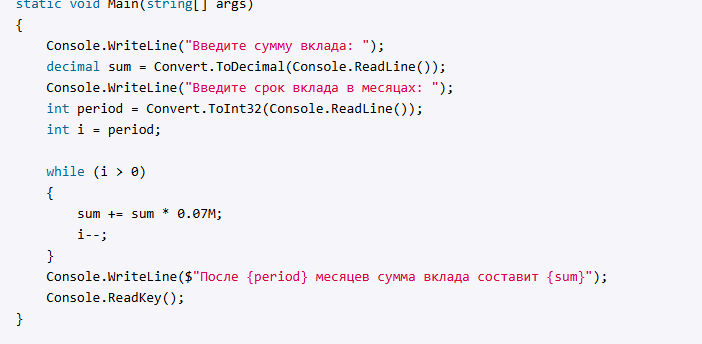 static void Main(string[] args)
{
    Console.WriteLine("Введите сумму вклада: ");
    decimal sum = Convert.ToDecimal(Console.ReadLine());
    Console.WriteLine("Введите срок вклада в месяцах: ");
    int period = Convert.ToInt32(Console.ReadLine());
    int i = period;

    while (i > 0)
    {
        sum += sum * 0.07M;
        i--;
    }
    Console.WriteLine($"После {period} месяцев сумма вклада составит {sum}");
    Console.ReadKey();
}